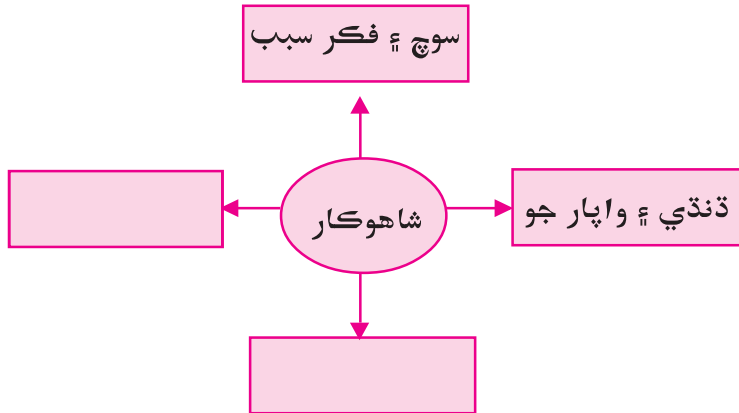 سوچ ۽ فڪر سبب
شاهوڪار
ڌنڌي ۽ واپار جو